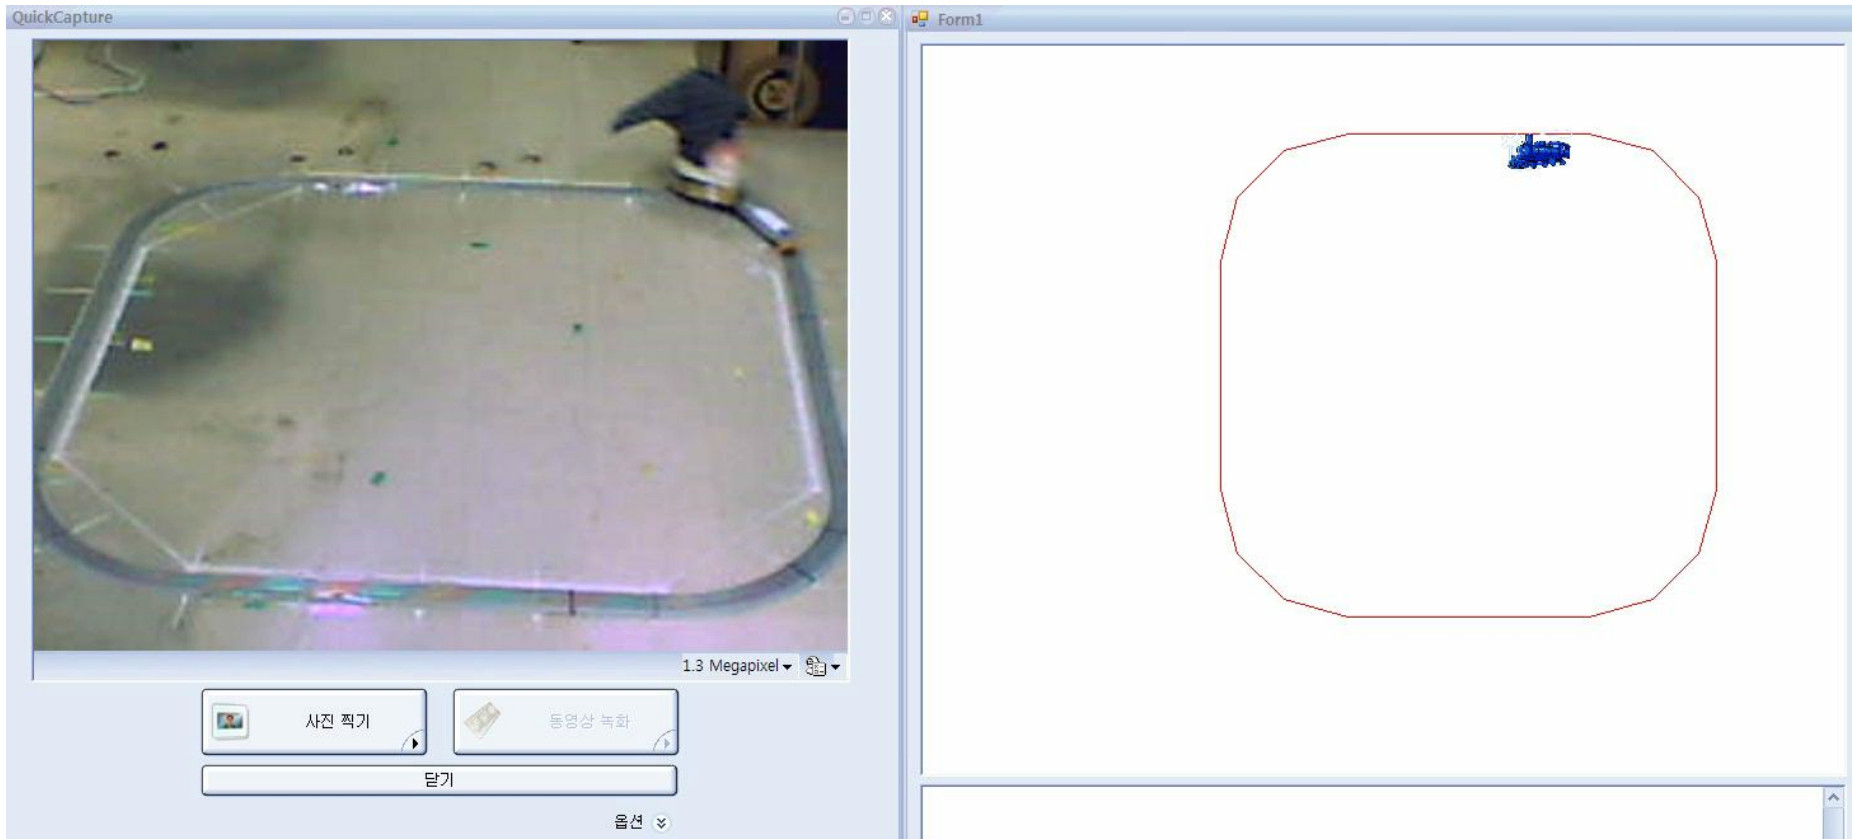 QuickCapture
1.3 Megapixel
사진 찍기
동영상 녹화
닫기
옵션
Form1